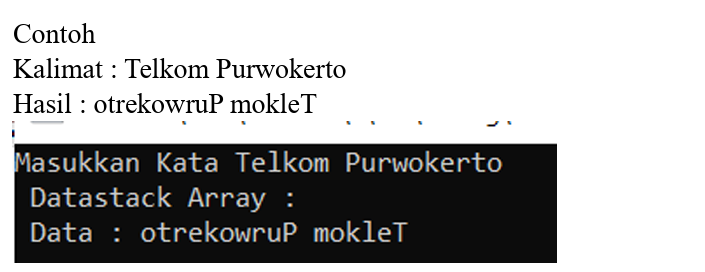 Contoh
Kalimat : Telkom Purwokerto
Hasil : otrekowruP mokleT
Masukkan Kata Telkom Purwokerto
Datastack Array :
Data : otrekowruP mokleT